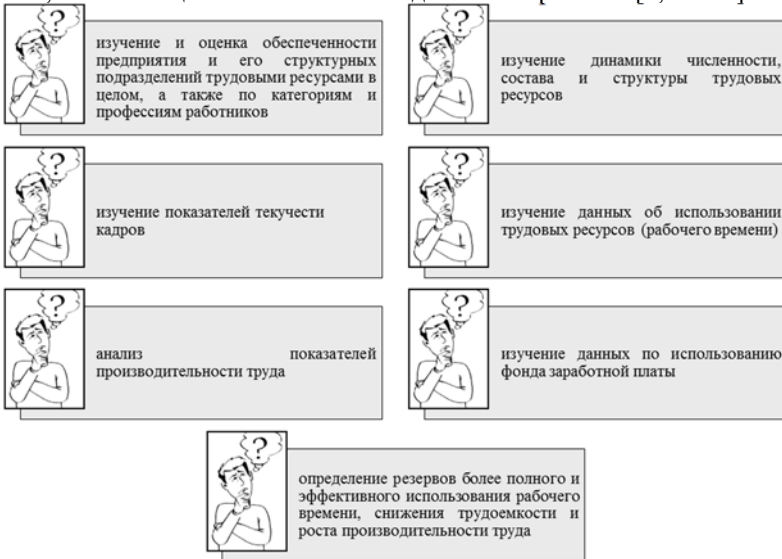 изучение и оценка обеспеченности
предприятия и его структурных
подразделений трудовыми ресурсами в
целом, а также по категориям и
профессиям работников
изучение динамики численности,
состава и структуры трудовых
ресурсов
изучение показателей текучести
кадров
изучение данных об использовании
трудовых ресурсов (рабочего времени)
анализ показателей
производительности труда
изучение данных по использованию
фонда заработной платы
определение резервов более полного и
эффективного использования рабочего
времени, снижения трудоемкости и
роста производительности труда